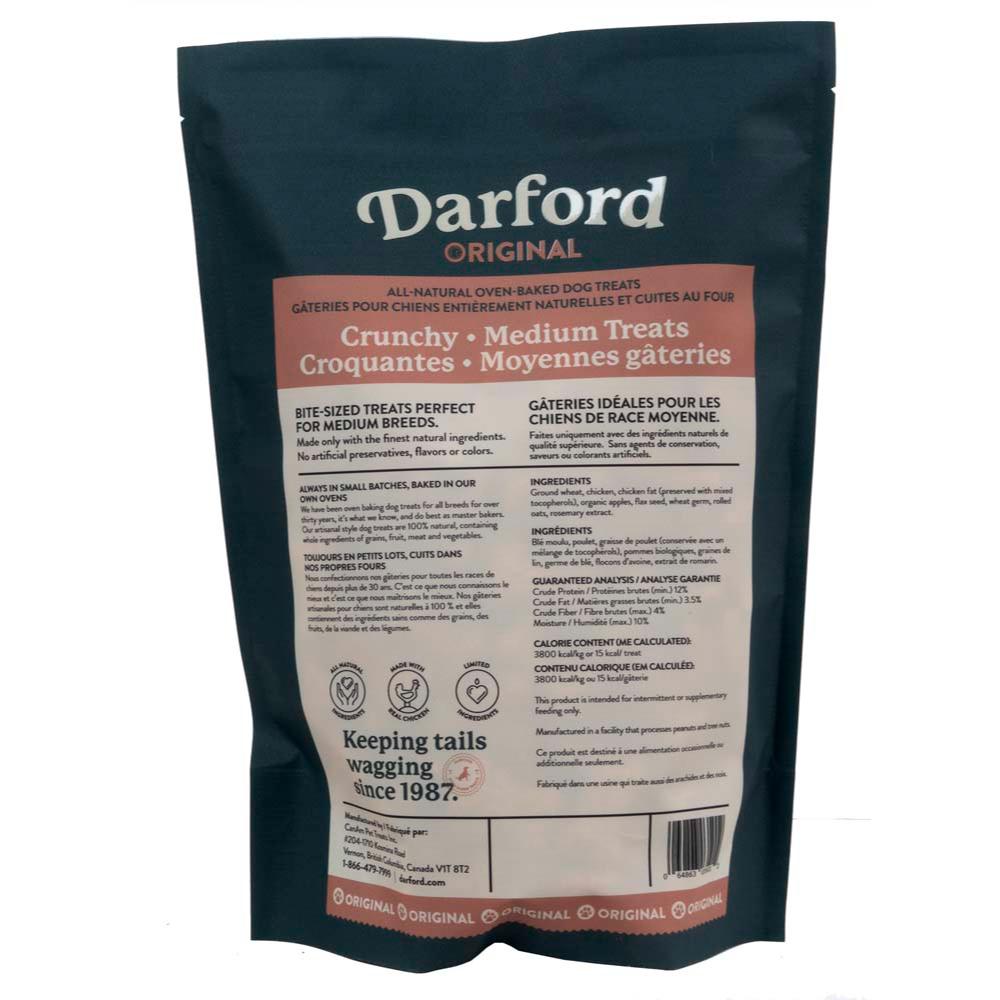 Darford
ORIGINAL
ALL-NATURAL OVEN-BAKED DOG TREATS
GÂTERIES POUR CHIENS ENTIÈREMENT NATURELLES ET CUITES AU FOUR
Crunchy • Medium Treats
Croquantes • Moyennes gâteries
BITE-SIZED TREATS PERFECT
FOR MEDIUM BREEDS.
Made only with the finest natural ingredients.
No artificial preservatives, flavors or colors.
GÂTERIES IDÉALES POUR LES
CHIENS DE RACE MOYENNE.
Faites uniquement avec des ingrédients naturels de
qualité supérieure. Sans agents de conservation,
saveurs ou colorants artificiels.
ALWAYS IN SMALL BATCHES, BAKED IN OUR
OWN OVENS
We have been oven baking dog treats for all breeds for over
thirty years, it's what we know, and do best as master bakers.
Our artisanal style dog treats are 100% natural, containing
whole ingredients of grains, fruit, meat and vegetables.
TOUJOURS EN PETITS LOTS, CUITS DANS
NOS PROPRES FOURS
Nous confectionnons nos gâteries pour toutes les races de
chiens depuis plus de 30 ans. C'est ce que nous connaissons le
mieux et c'est ce que nous maîtrisons le mieux. Nos gâteries
artisanales pour chiens sont naturelles à 100 % et elles
contiennent des ingrédients sains comme des grains, des
fruits, de la viande et des légumes.
ALL NATURAL
INGREDIENTS
MADE WITH
REAL CHICKEN
LIMITED
INGREDIENTS
Keeping tails
wagging
since 1987.
INGREDIENTS
Ground wheat, chicken, chicken fat (preserved with mixed
tocopherols), organic apples, flax seed, wheat germ, rolled
oats, rosemary extract.
INGRÉDIENTS
Blé moulu, poulet, graisse de poulet (conservée avec un
mélange de tocophérols), pommes biologiques, graines de
lin, germe de blé, flocons d'avoine, extrait de romarin.
GUARANTEED ANALYSIS / ANALYSE GARANTIE
Crude Protein / Protéines brutes (min.) 12%
Crude Fat / Matières grasses brutes (min.) 3.5%
Crude Fiber / Fibre brutes (max.) 4%
Moisture / Humidité (max.) 10%
CALORIE CONTENT (ME CALCULATED):
3800 kcal/kg or 15 kcal/ treat
CONTENU CALORIQUE (EM CALCULÉE):
3800 kcal/kg ou 15 kcal/gâterie
This product is intended for intermittent or supplementary
feeding only.
Manufactured in a facility that processes peanuts and tree nuts.
Ce produit est destiné à une alimentation occasionnelle ou
additionnelle seulement.
Fabriqué dans une usine qui traite aussi des arachides et des noix.
Manufactured by / Fabriqué par:
CanAm Pet Treats Inc.
#204-1710 Kosmina Road
Vernon, British Columbia, Canada V1T 8T2
1-866-479-7999 | darford.com
0 64863
ORIGINAL ORIGINAL ORIGINAL ORIGINAL ORIGINAL